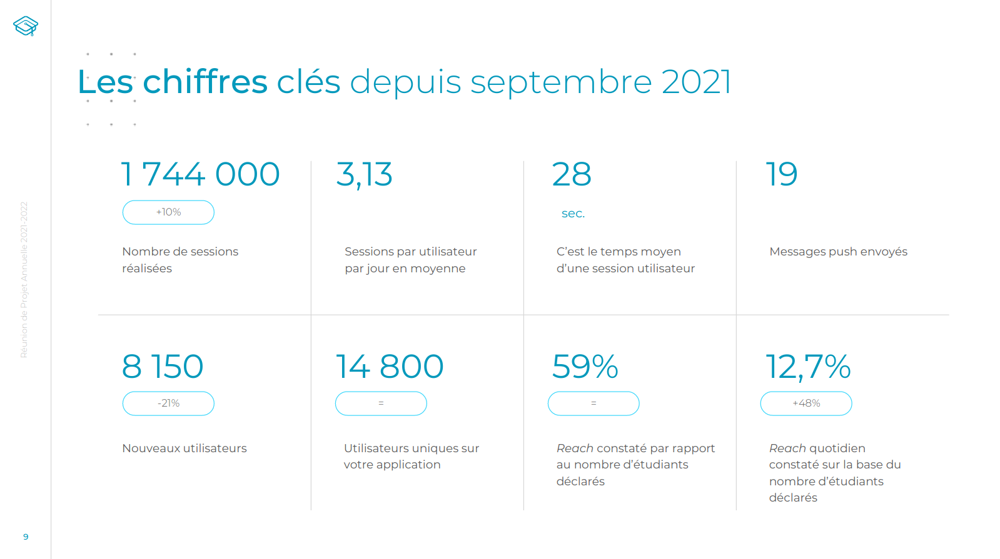 Les chiffres clés depuis septembre 2021
1 744 000
+10%
Nombre de sessions
réalisées
3,13
Sessions par utilisateur
par jour en moyenne
28
sec.
C’est le temps moyen
d’une session utilisateur
19
Messages push envoyés
8 150
-21%
Nouveaux utilisateurs
14 800
=
Utilisateurs uniques sur
votre application
59%
=
Reach constaté par rapport
au nombre d’étudiants
déclarés
12,7%
+48%
Reach quotidien
constaté sur la base du
nombre d’étudiants
déclarés
Réunion de Projet Annuelle 2021-2022
9